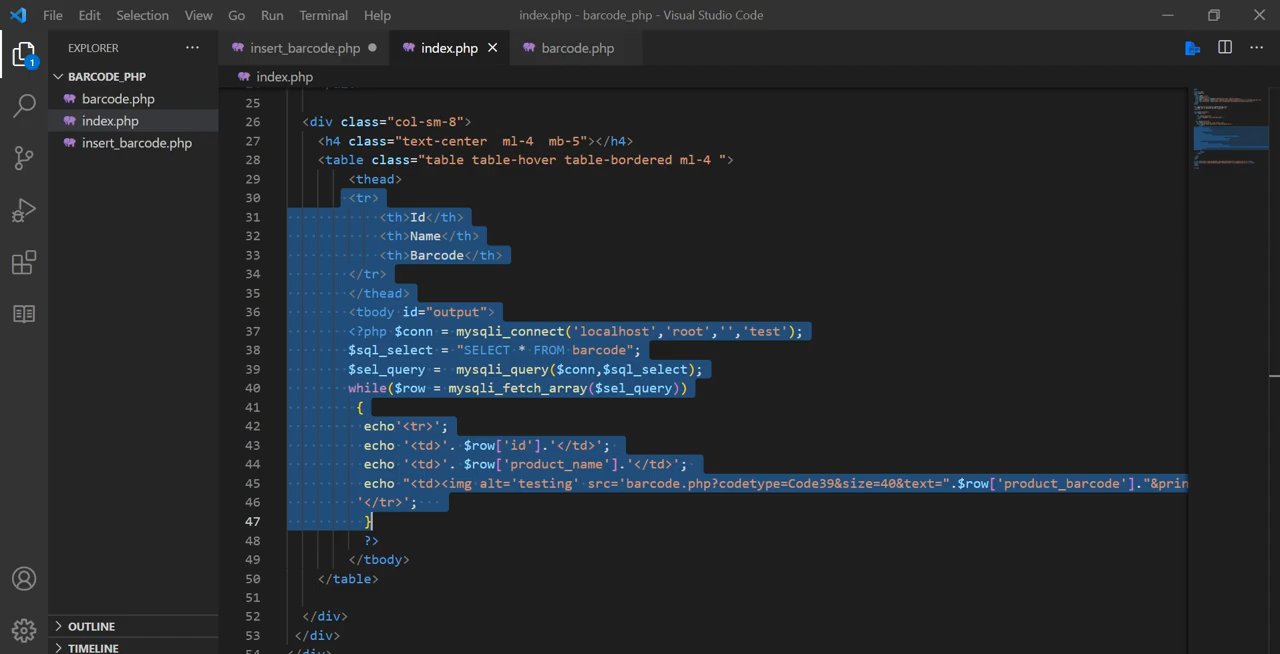 File Edit Selection View Go Run Terminal Help
index.php - barcode_php - Visual Studio Code
EXPLORER
insert_barcode.php
index.php
barcode.php
1
BARCODE_PHP
barcode.php
index.php
insert_barcode.php
OUTLINE
TIMELINE
index.php
25
26 <div class="col-sm-8">
27 <h4 class="text-center  ml-4  mb-5"></h4>
28 <table class="table table-hover table-bordered ml-4 ">
29 <thead>
30 <tr>
31 <th>Id</th>
32 <th>Name</th>
33 <th>Barcode</th>
34 </tr>
35 </thead>
36 <tbody id="output">
37 <?php $conn = mysqli_connect('localhost','root','','test');
38 $sql_select = "SELECT * FROM barcode";
39 $sel_query =  mysqli_query($conn,$sql_select);
40 while($row = mysqli_fetch_array($sel_query))
41 {
42 echo'<tr>';
43 echo '<td>'. $row['id'].'</td>';
44 echo '<td>'. $row['product_name'].'</td>';
45 echo "<td><img alt='testing' src='barcode.php?codetype=Code39&size=40&text=".$row['product_barcode']."&prin
46 '</tr>';
47 }
48 ?>
49 </tbody>
50 </table>
51
52 </div>
53 </div>
54 </div>